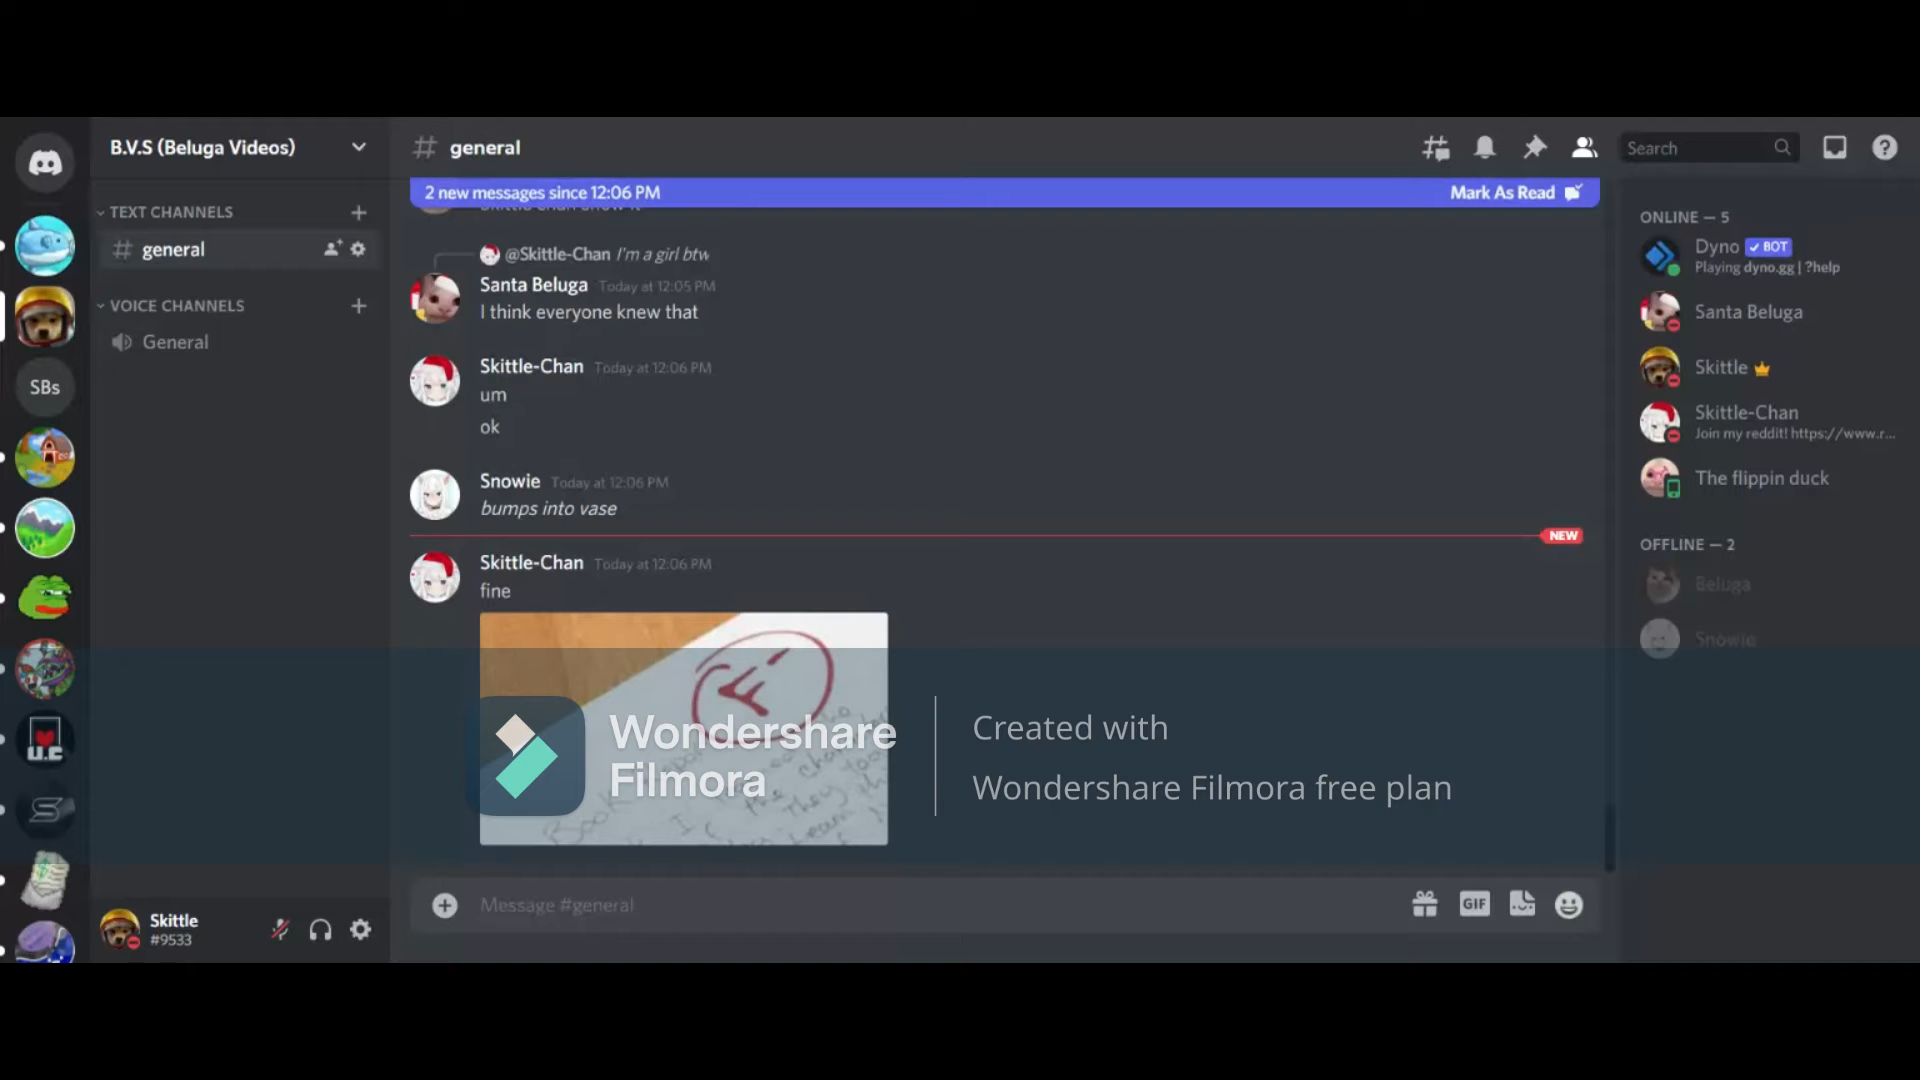 B.V.S (Beluga Videos)
general
Search
2 new messages since 12:06 PM
Mark As Read
TEXT CHANNELS
general
VOICE CHANNELS
General
SBs
U.C
@Skittle-Chan I'm a girl btw
Santa Beluga Today at 12:05 PM
I think everyone knew that
Skittle-Chan Today at 12:06 PM
um
ok
Snowie Today at 12:06 PM
bumps into vase
NEW
Skittle-Chan Today at 12:06 PM
fine
F
Book
I
the
They
Wondershare
Filmora
Created with
Wondershare Filmora free plan
Message #general
GIF
Skittle
#9533
ONLINE — 5
Dyno BOT
Playing dyno.gg | ?help
Santa Beluga
Skittle
Skittle-Chan
Join my reddit! https://www.r...
The flippin duck
OFFLINE — 2
Beluga
Snowie